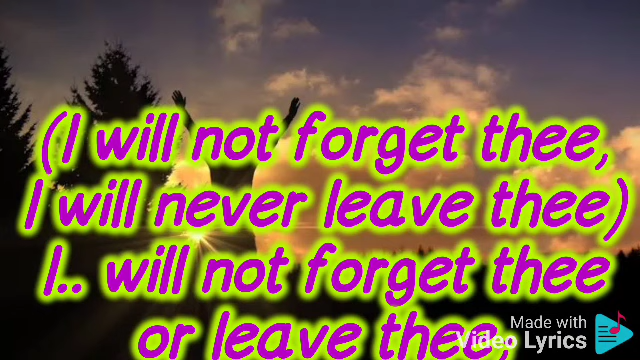 (I will not forget thee,
I will never leave thee)
I.. will not forget thee
or leave thee,
Made with
Video Lyrics